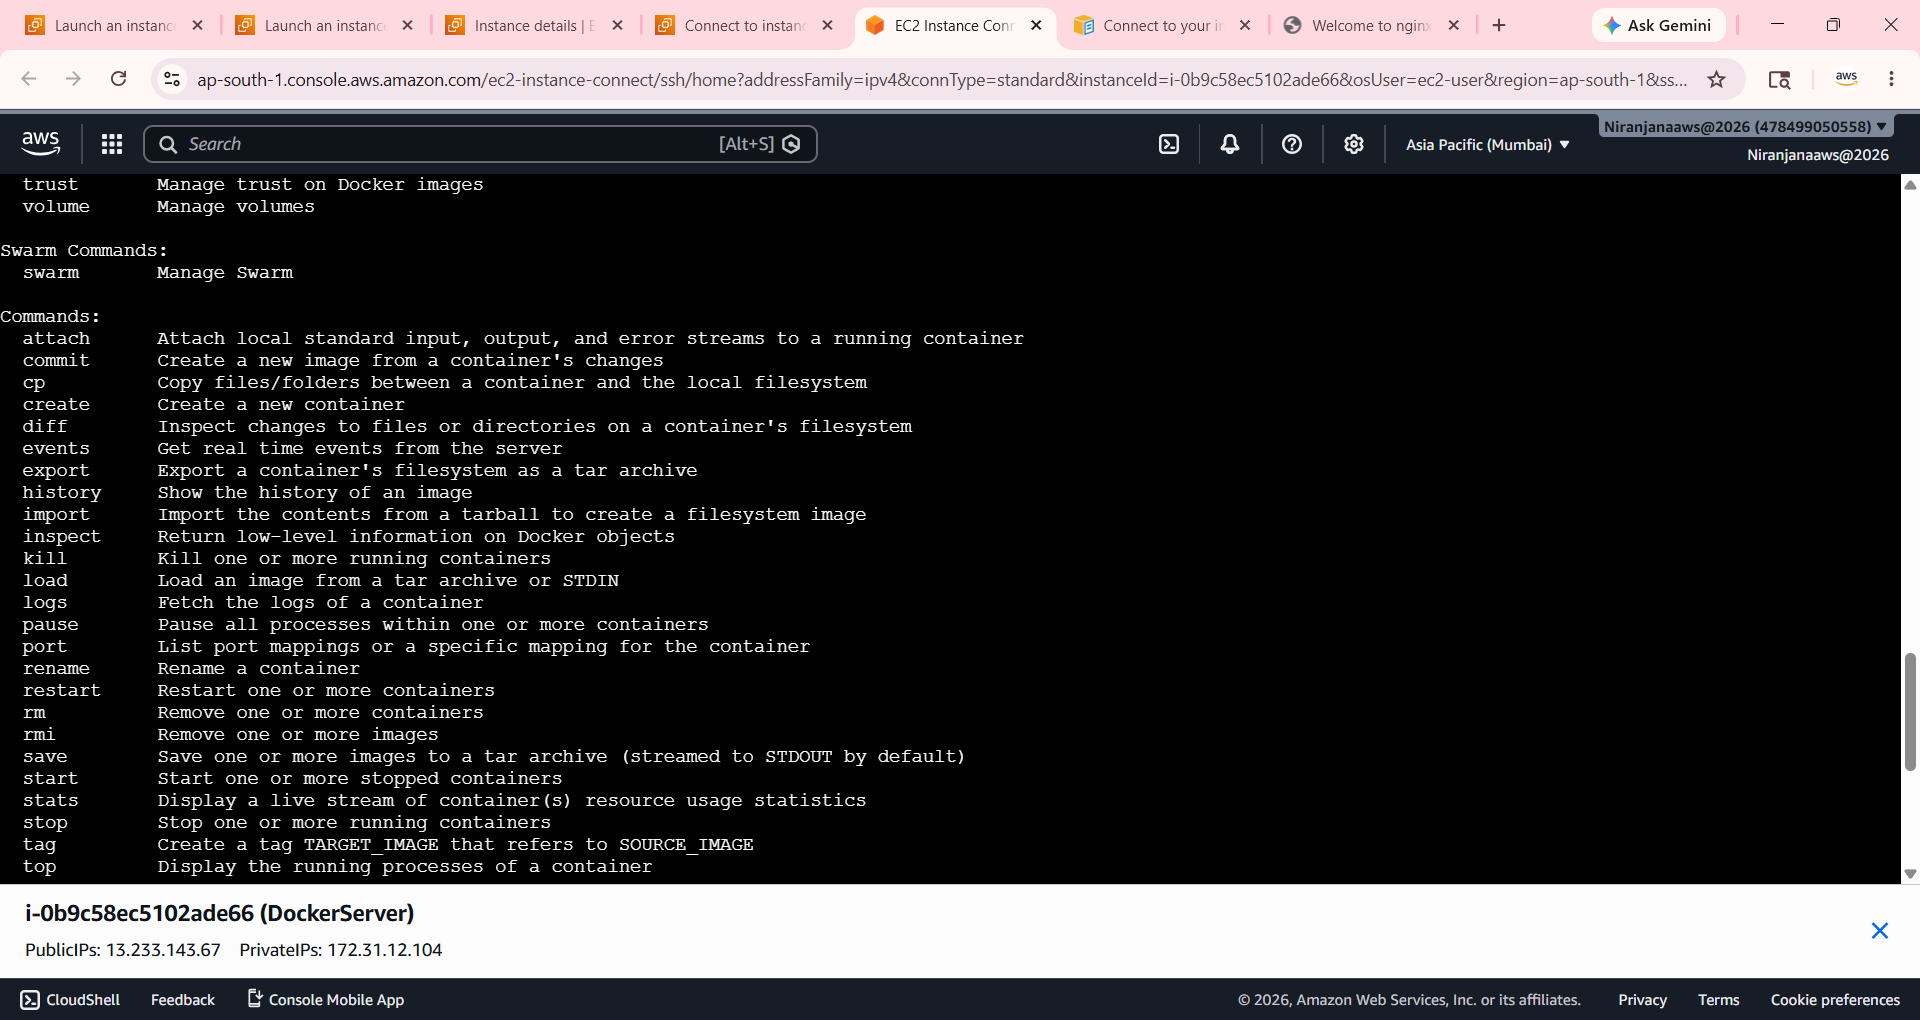 Launch an instanc
Launch an instanc
Instance details | E
Connect to instanc
EC2 Instance Conn
Connect to your in
Welcome to nginx
Ask Gemini
ap-south-1.console.aws.amazon.com/ec2-instance-connect/ssh/home?addressFamily=ipv4&connType=standard&instanceId=i-0b9c58ec5102ade66&osUser=ec2-user&region=ap-south-1&ss...
aws
aws
Search
[Alt+S]
Asia Pacific (Mumbai)
Niranjanaaws@2026 (478499050558)
Niranjanaaws@2026
trust Manage trust on Docker images
volume Manage volumes
Swarm Commands:
swarm Manage Swarm
Commands:
attach Attach local standard input, output, and error streams to a running container
commit Create a new image from a container's changes
cp Copy files/folders between a container and the local filesystem
create Create a new container
diff Inspect changes to files or directories on a container's filesystem
events Get real time events from the server
export Export a container's filesystem as a tar archive
history Show the history of an image
import Import the contents from a tarball to create a filesystem image
inspect Return low-level information on Docker objects
kill Kill one or more running containers
load Load an image from a tar archive or STDIN
logs Fetch the logs of a container
pause Pause all processes within one or more containers
port List port mappings or a specific mapping for the container
rename Rename a container
restart Restart one or more containers
rm Remove one or more containers
rmi Remove one or more images
save Save one or more images to a tar archive (streamed to STDOUT by default)
start Start one or more stopped containers
stats Display a live stream of container(s) resource usage statistics
stop Stop one or more running containers
tag Create a tag TARGET_IMAGE that refers to SOURCE_IMAGE
top Display the running processes of a container
i-0b9c58ec5102ade66 (DockerServer)
PublicIPs: 13.233.143.67 PrivateIPs: 172.31.12.104
CloudShell Feedback Console Mobile App
© 2026, Amazon Web Services, Inc. or its affiliates. Privacy Terms Cookie preferences